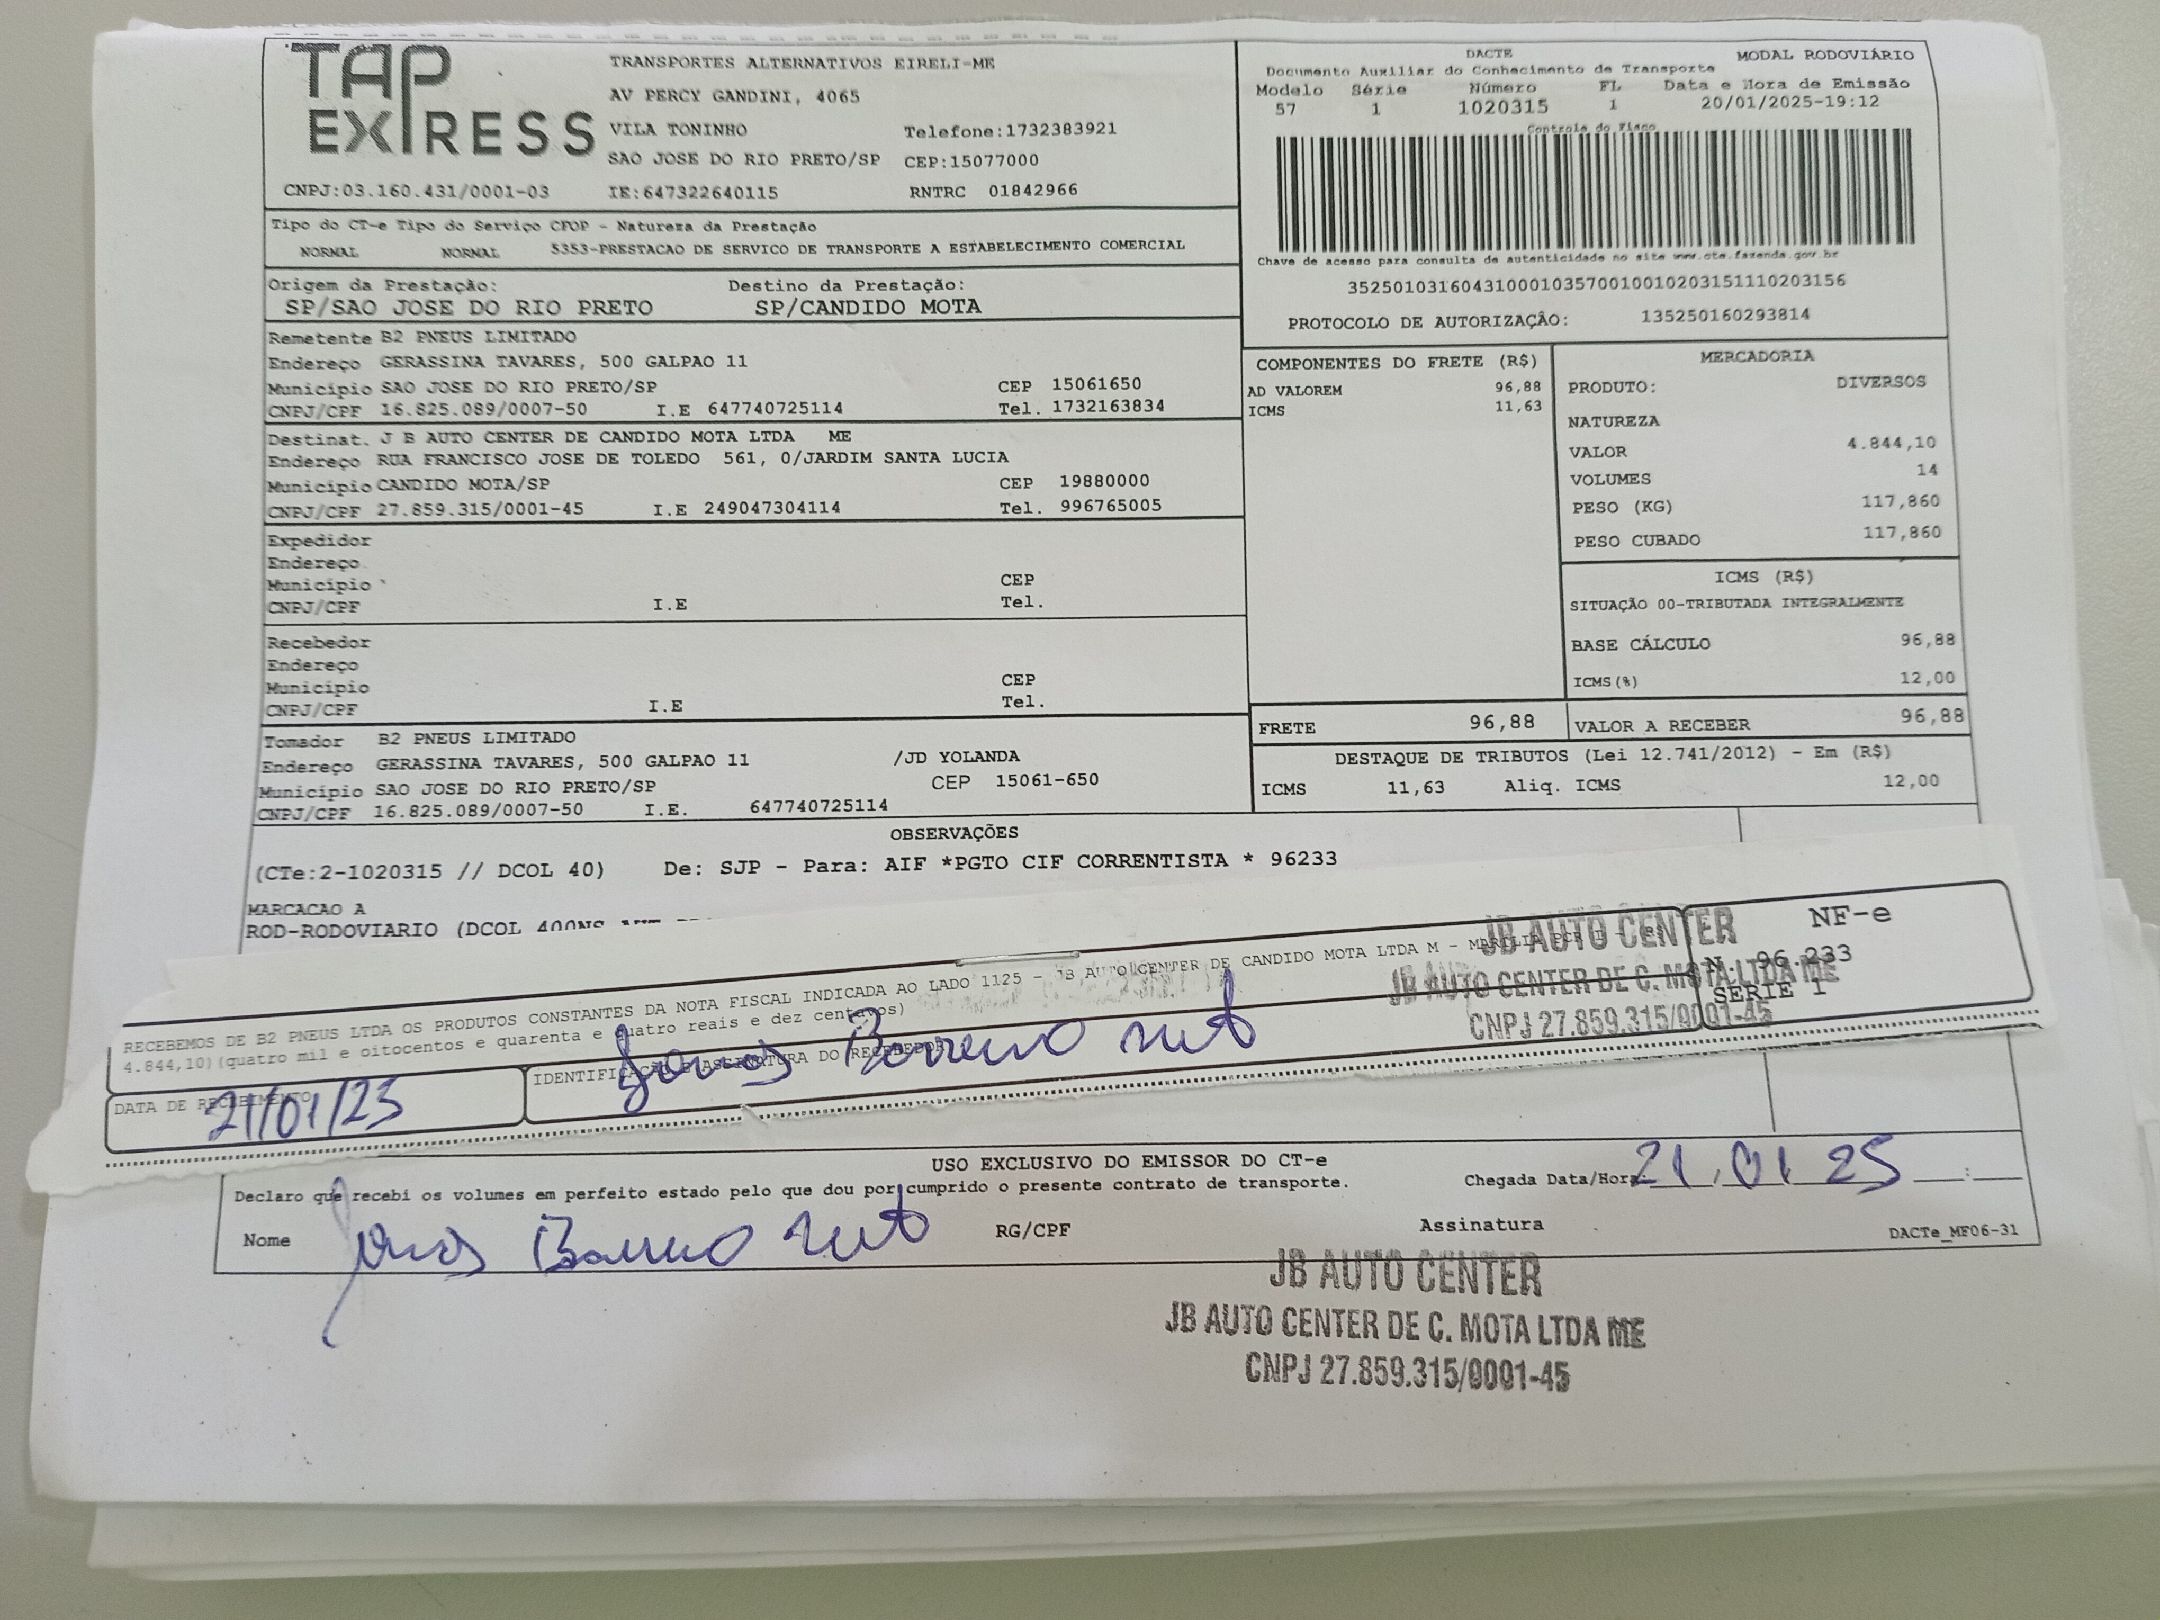 TAP EXPRESS
TRANSPORTES ALTERNATIVOS EIRELI-ME
AV PERCY GANDINI, 4065
VILA TONINHO Telefone:1732383921
SAO JOSE DO RIO PRETO/SP CEP:15077000
CNPJ:03.160.431/0001-03 IE:647322640115 RNTRC 01842966
DACTE MODAL RODOVIÁRIO
Documento Auxiliar do Conhecimento de Transporte
Modelo Série Número FL Data e Hora de Emissão
57 1 1020315 1 20/01/2025-19:12
Controle do Fisco
Chave de acesso para consulta de autenticidade no site www.cte.fazenda.gov.br
35250103160431000103570010010203151110203156
PROTOCOLO DE AUTORIZAÇÃO: 135250160293814
Tipo do CT-e Tipo do Serviço CFOP - Natureza da Prestação
NORMAL NORMAL 5353-PRESTACAO DE SERVICO DE TRANSPORTE A ESTABELECIMENTO COMERCIAL
Origem da Prestação: Destino da Prestação:
SP/SAO JOSE DO RIO PRETO SP/CANDIDO MOTA
Remetente B2 PNEUS LIMITADO
Endereço GERASSINA TAVARES, 500 GALPAO 11
Município SAO JOSE DO RIO PRETO/SP CEP 15061650
CNPJ/CPF 16.825.089/0007-50 I.E 647740725114 Tel. 1732163834
Destinat. J B AUTO CENTER DE CANDIDO MOTA LTDA ME
Endereço RUA FRANCISCO JOSE DE TOLEDO 561, 0/JARDIM SANTA LUCIA
Município CANDIDO MOTA/SP CEP 19880000
CNPJ/CPF 27.859.315/0001-45 I.E 249047304114 Tel. 996765005
Expedidor
Endereço
Município CEP
CNPJ/CPF I.E Tel.
Recebedor
Endereço
Município CEP
CNPJ/CPF I.E Tel.
Tomador B2 PNEUS LIMITADO
Endereço GERASSINA TAVARES, 500 GALPAO 11 /JD YOLANDA
Município SAO JOSE DO RIO PRETO/SP CEP 15061-650
CNPJ/CPF 16.825.089/0007-50 I.E. 647740725114
COMPONENTES DO FRETE (R$)
AD VALOREM 96,88
ICMS 11,63
MERCADORIA
PRODUTO: DIVERSOS
NATUREZA
VALOR 4.844,10
VOLUMES 14
PESO (KG) 117,860
PESO CUBADO 117,860
ICMS (R$)
SITUAÇÃO 00-TRIBUTADA INTEGRALMENTE
BASE CÁLCULO 96,88
ICMS(%) 12,00
FRETE 96,88 VALOR A RECEBER 96,88
DESTAQUE DE TRIBUTOS (Lei 12.741/2012) - Em (R$)
ICMS 11,63 Aliq. ICMS 12,00
OBSERVAÇÕES
(CTe:2-1020315 // DCOL 40) De: SJP - Para: AIF *PGTO CIF CORRENTISTA * 96233
MARCACAO A
ROD-RODOVIARIO (DCOL
RECEBEMOS DE B2 PNEUS LTDA OS PRODUTOS CONSTANTES DA NOTA FISCAL INDICADA AO LADO 1125 - JB AUTO CENTER DE CANDIDO MOTA LTDA M - MARILIA
4.844,10)(quatro mil e oitocentos e quarenta e quatro reais e dez centavos)
NF-e
N. 96.233
SERIE 1
JB AUTO CENTER
JB AUTO CENTER DE C. MOTA LTDA ME
CNPJ 27.859.315/0001-45
DATA DE RECEBIMENTO IDENTIFICAÇÃO E ASSINATURA DO RECEBEDOR
21/01/25
USO EXCLUSIVO DO EMISSOR DO CT-e
Declaro que recebi os volumes em perfeito estado pelo que dou por cumprido o presente contrato de transporte. Chegada Data/Hora 21 01 25
Nome RG/CPF Assinatura DACTe_MF06-31
JB AUTO CENTER
JB AUTO CENTER DE C. MOTA LTDA ME
CNPJ 27.859.315/0001-45